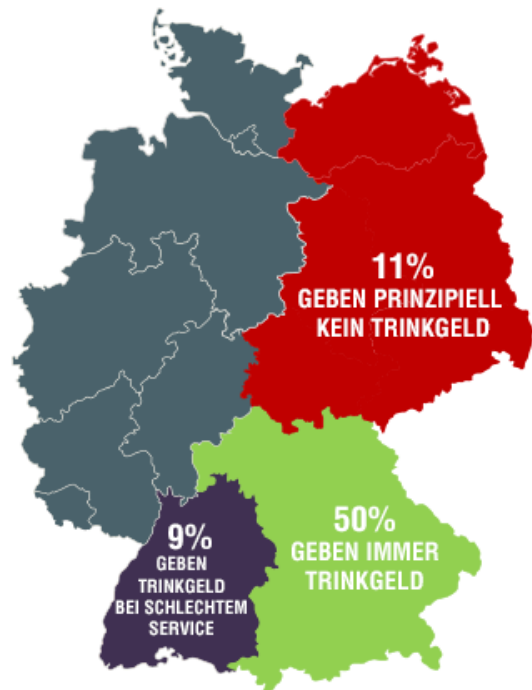 11%
GEBEN PRINZIPIELL
KEIN TRINKGELD
50%
GEBEN IMMER
TRINKGELD
9%
GEBEN
TRINKGELD
BEI SCHLECHTEM
SERVICE